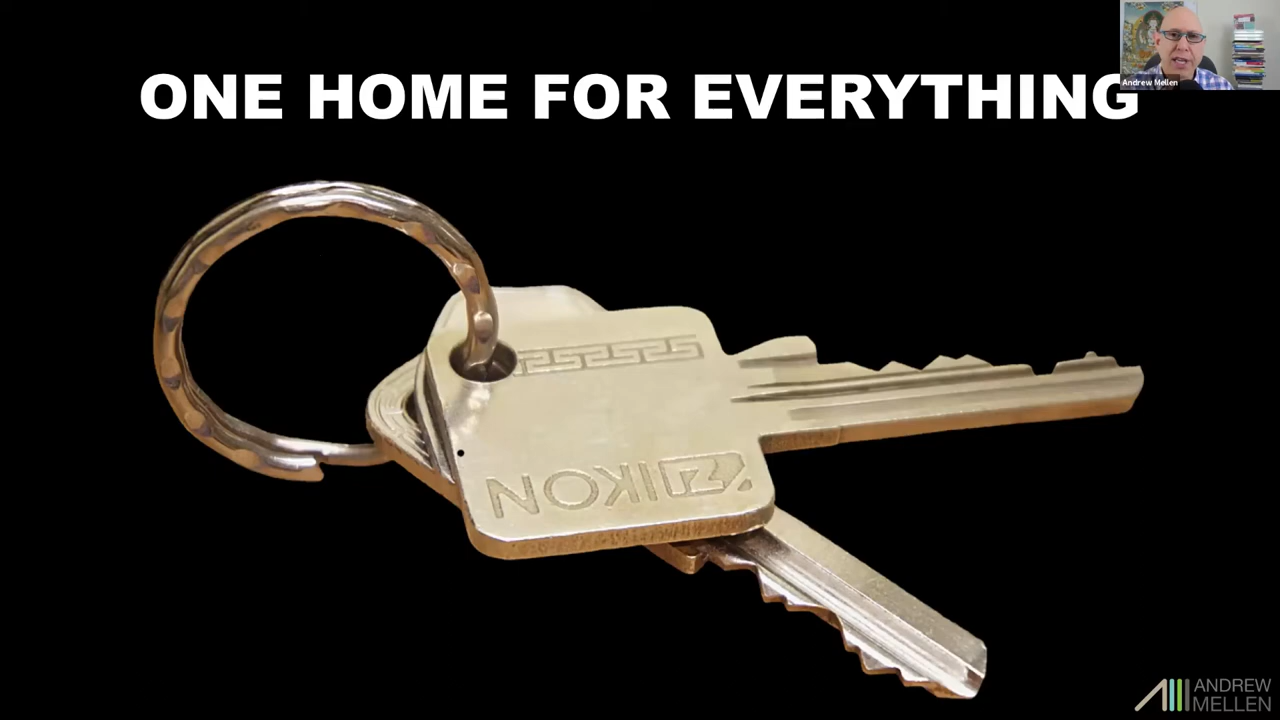 ONE HOME FOR EVERYTHING
Andrew Mellen
IKON
ANDREW
MELLEN